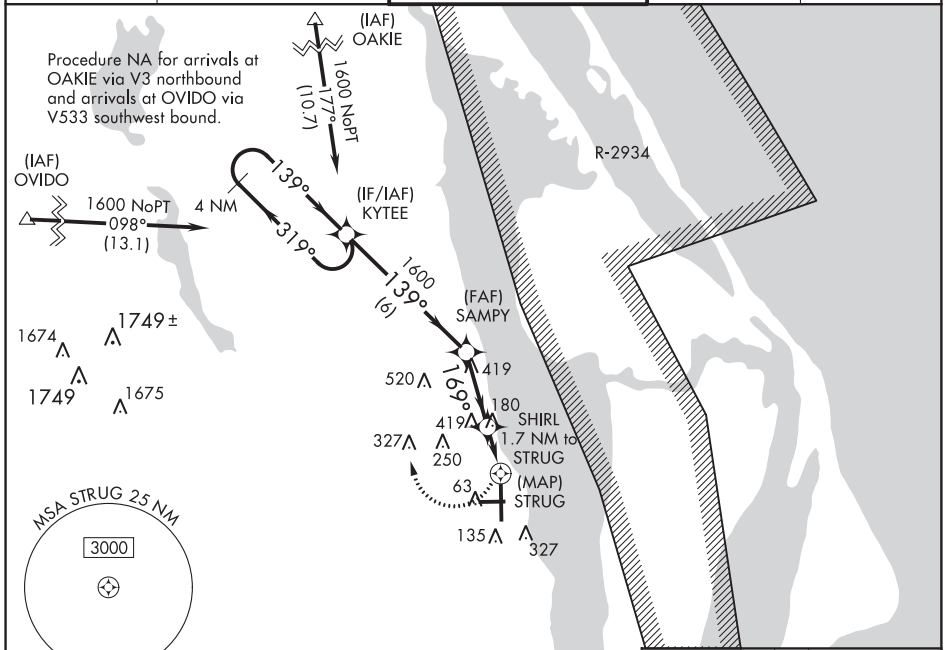 (IAF)
OAKIE
Procedure NA for arrivals at
OAKIE via V3 northbound
and arrivals at OVIDO via
V533 southwest bound.
1600 NoPT
177°
(10.7)
R-2934
(IAF)
OVIDO
1600 NoPT
098°
(13.1)
4 NM
139°
319°
(IF/IAF)
KYTEE
1600
139°
(6)
(FAF)
SAMPY
1674
1749±
1749
1675
520
419
169°
180
419
SHIRL
1.7 NM to
STRUG
327
250
(MAP)
STRUG
63
135
327
MSA STRUG 25 NM
3000